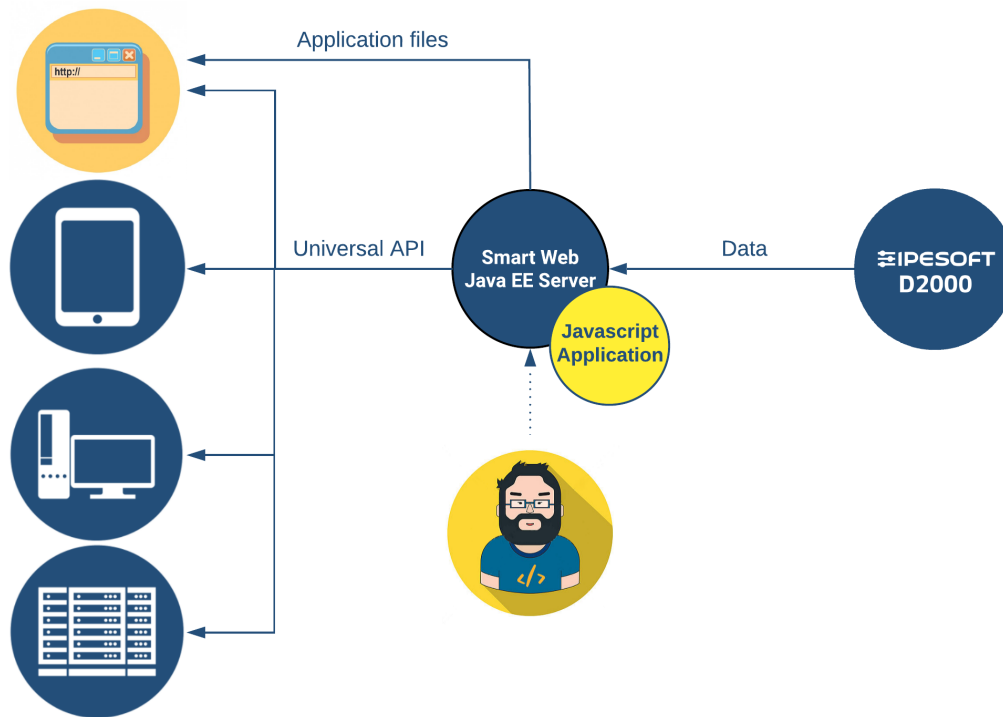 Application files
http://
Universal API
Smart Web
Java EE Server
Data
IPESOFT
D2000
Javascript
Application
</>